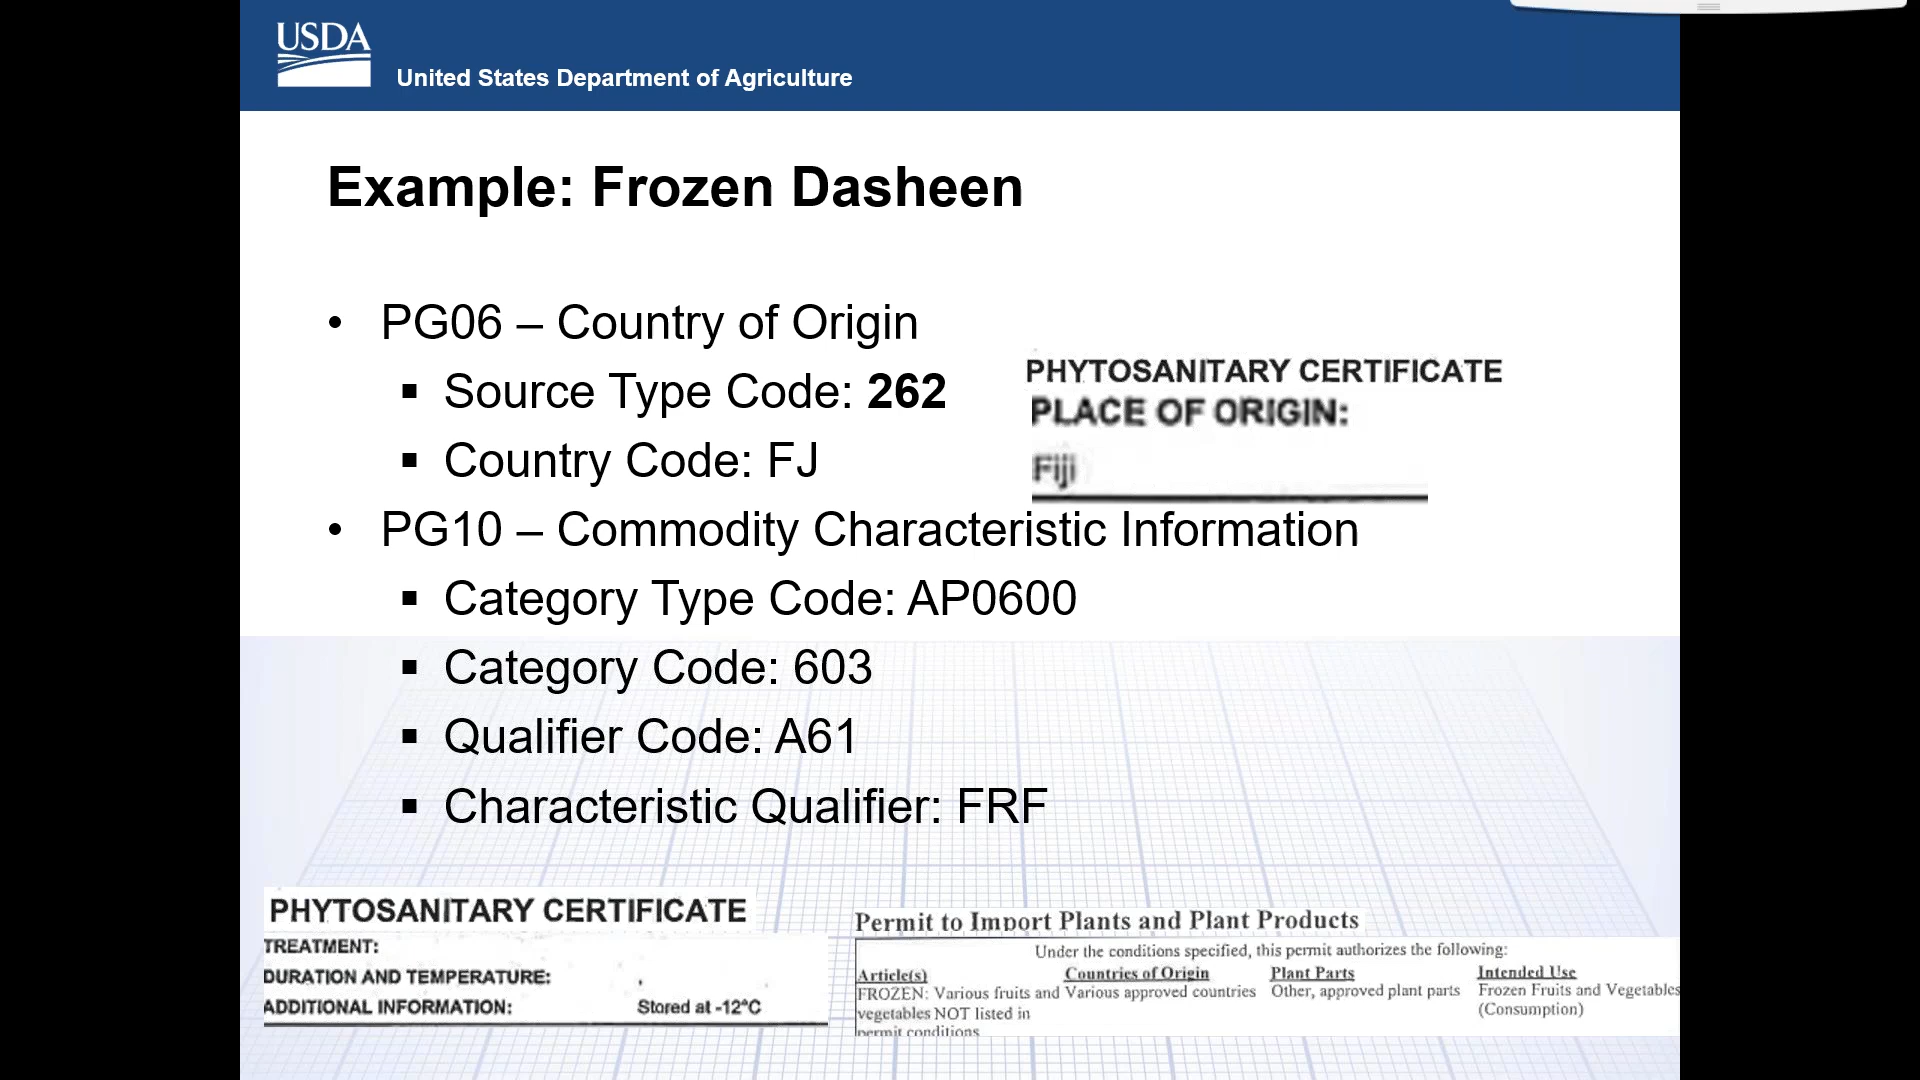 USDA
United States Department of Agriculture
Example: Frozen Dasheen
• PG06 – Country of Origin
▪ Source Type Code: 262
▪ Country Code: FJ
PHYTOSANITARY CERTIFICATE
PLACE OF ORIGIN:
Fiji
• PG10 – Commodity Characteristic Information
▪ Category Type Code: AP0600
▪ Category Code: 603
▪ Qualifier Code: A61
▪ Characteristic Qualifier: FRF
PHYTOSANITARY CERTIFICATE
TREATMENT:
DURATION AND TEMPERATURE:
ADDITIONAL INFORMATION: Stored at -12°C
Permit to Import Plants and Plant Products
Under the conditions specified, this permit authorizes the following:
Article(s) Countries of Origin Plant Parts Intended Use
FROZEN: Various fruits and Various approved countries Other, approved plant parts Frozen Fruits and Vegetables
vegetables NOT listed in (Consumption)
permit conditions